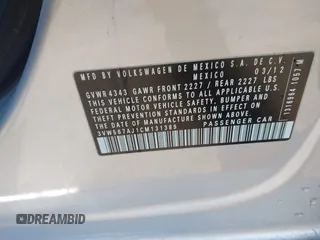 MFD. BY VOLKSWAGEN DE MEXICO S.A. DE C.V.
MEXICO 03/12
GVWR 4343 GAWR FRONT 2227 / REAR 2227 LBS
THIS VEHICLE CONFORMS TO ALL APPLICABLE
FEDERAL MOTOR VEHICLE SAFETY, BUMPER AND
THEFT PREVENTION STANDARDS IN EFFECT
ON THE DATE OF MANUFACTURE SHOWN ABOVE.
PASSENGER CAR
DREAMBID